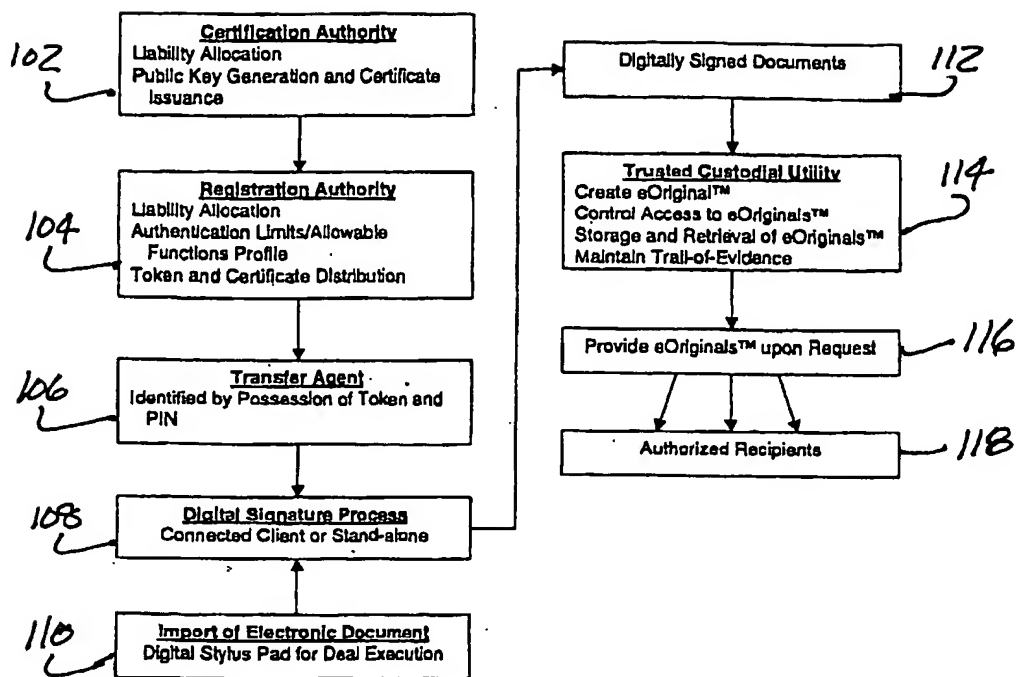 102
Certification Authority
Liability Allocation
Public Key Generation and Certificate
Issuance
104
Registration Authority
Liability Allocation
Authentication Limits/Allowable
Functions Profile
Token and Certificate Distribution
106
Transfer Agent
Identified by Possession of Token and
PIN
108
Digital Signature Process
Connected Client or Stand-alone
110
Import of Electronic Document
Digital Stylus Pad for Deal Execution
Digitally Signed Documents
112
Trusted Custodial Utility
Create eOriginal™
Control Access to eOriginals™
Storage and Retrieval of eOriginals™
Maintain Trail-of-Evidence
114
Provide eOriginals™ upon Request
116
Authorized Recipients
118